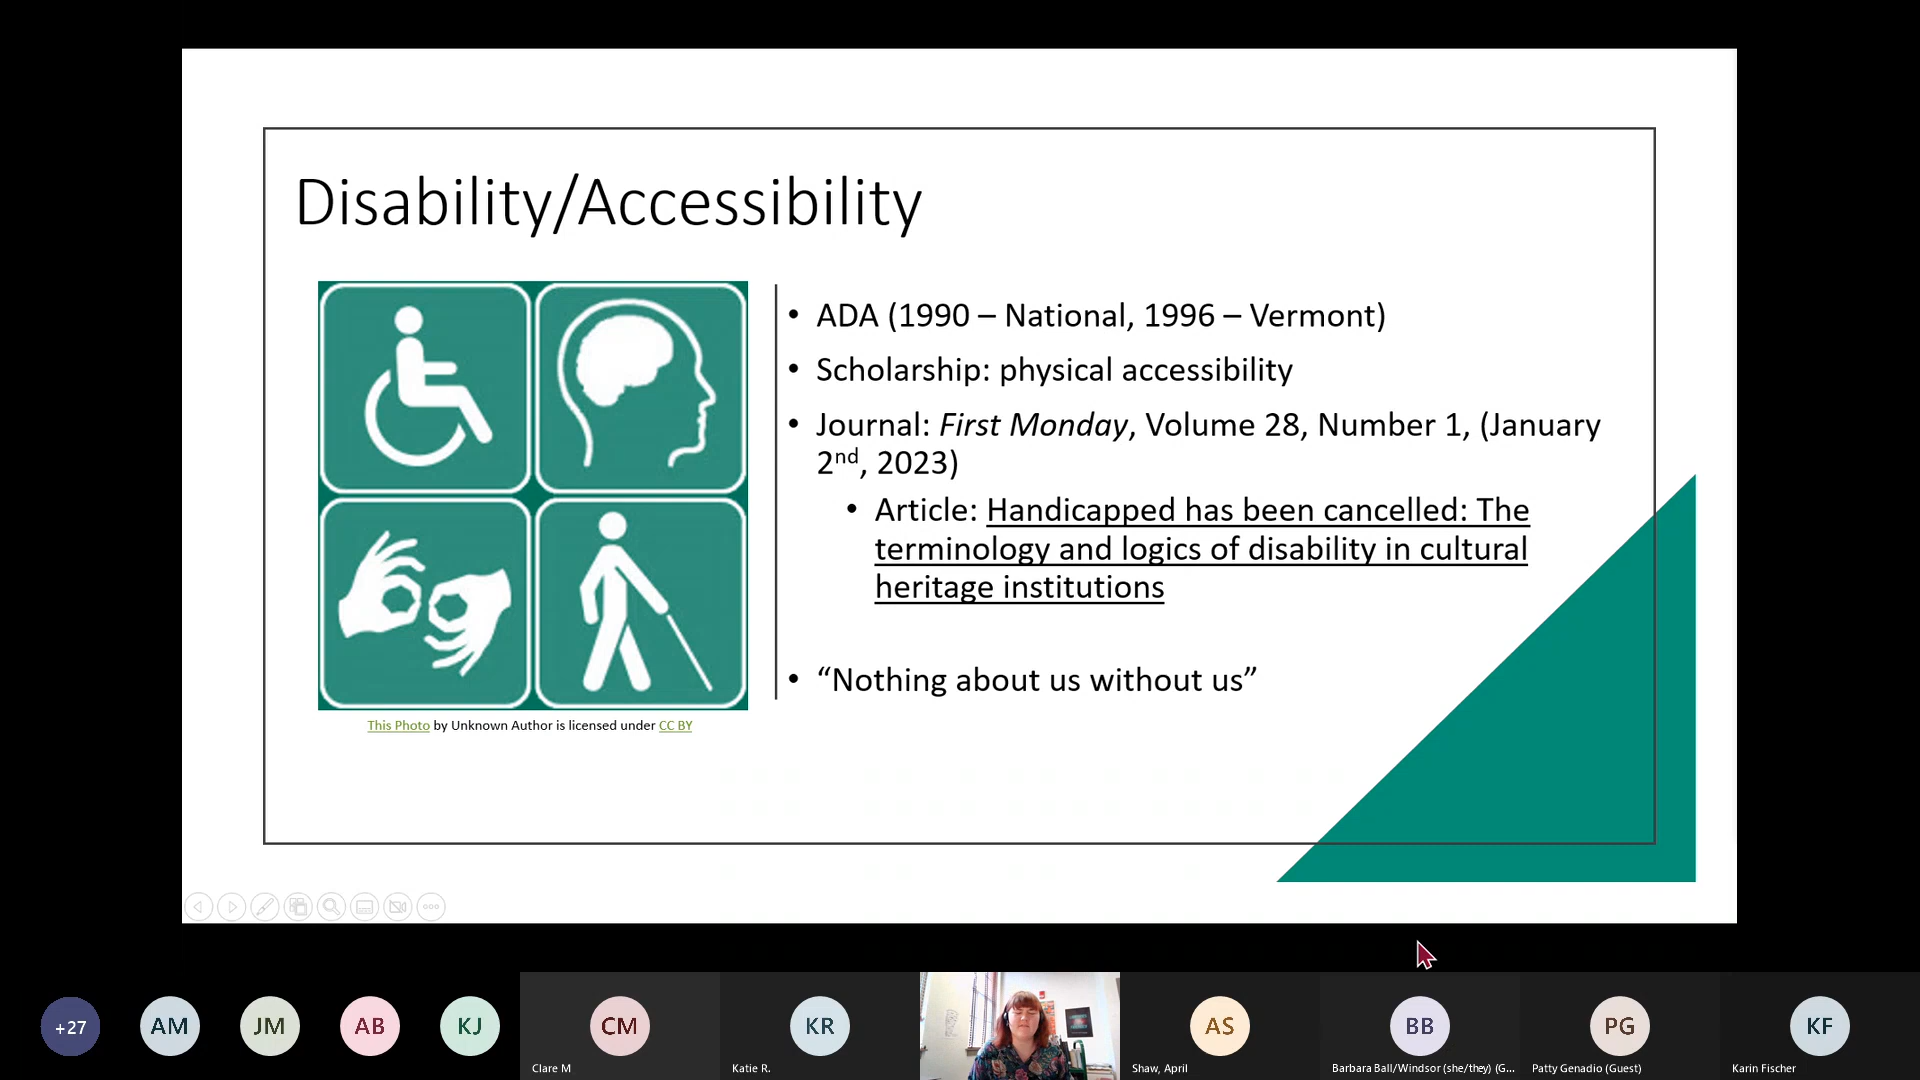 Disability/Accessibility
• ADA (1990 – National, 1996 – Vermont)
• Scholarship: physical accessibility
• Journal: First Monday, Volume 28, Number 1, (January
2nd, 2023)
• Article: Handicapped has been cancelled: The
terminology and logics of disability in cultural
heritage institutions
• “Nothing about us without us”
This Photo by Unknown Author is licensed under CC BY
+27
AM
JM
AB
KJ
CM
KR
AS
BB
PG
KF
Clare M
Katie R.
Shaw, April
Barbara Ball/Windsor (she/they) (G...
Patty Genadio (Guest)
Karin Fischer